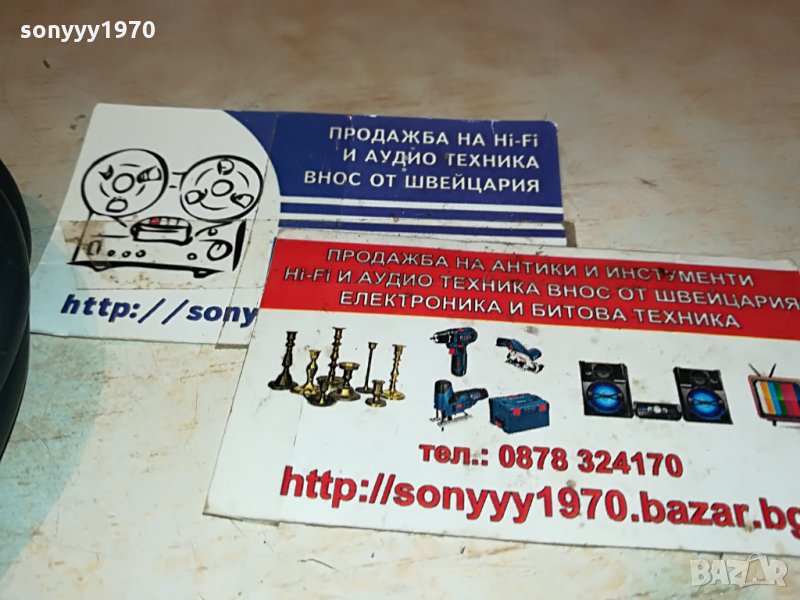 sonyyy1970
ПРОДАЖБА НА Hi-Fi
И АУДИО ТЕХНИКА
ВНОС ОТ ШВЕЙЦАРИЯ
http://sony
ПРОДАЖБА НА АНТИКИ И ИНСТУМЕНТИ
Hi-Fi И АУДИО ТЕХНИКА ВНОС ОТ ШВЕЙЦАРИЯ
ЕЛЕКТРОНИКА И БИТОВА ТЕХНИКА
тел.: 0878 324170
http://sonyyy1970.bazar.bg
BAZAR